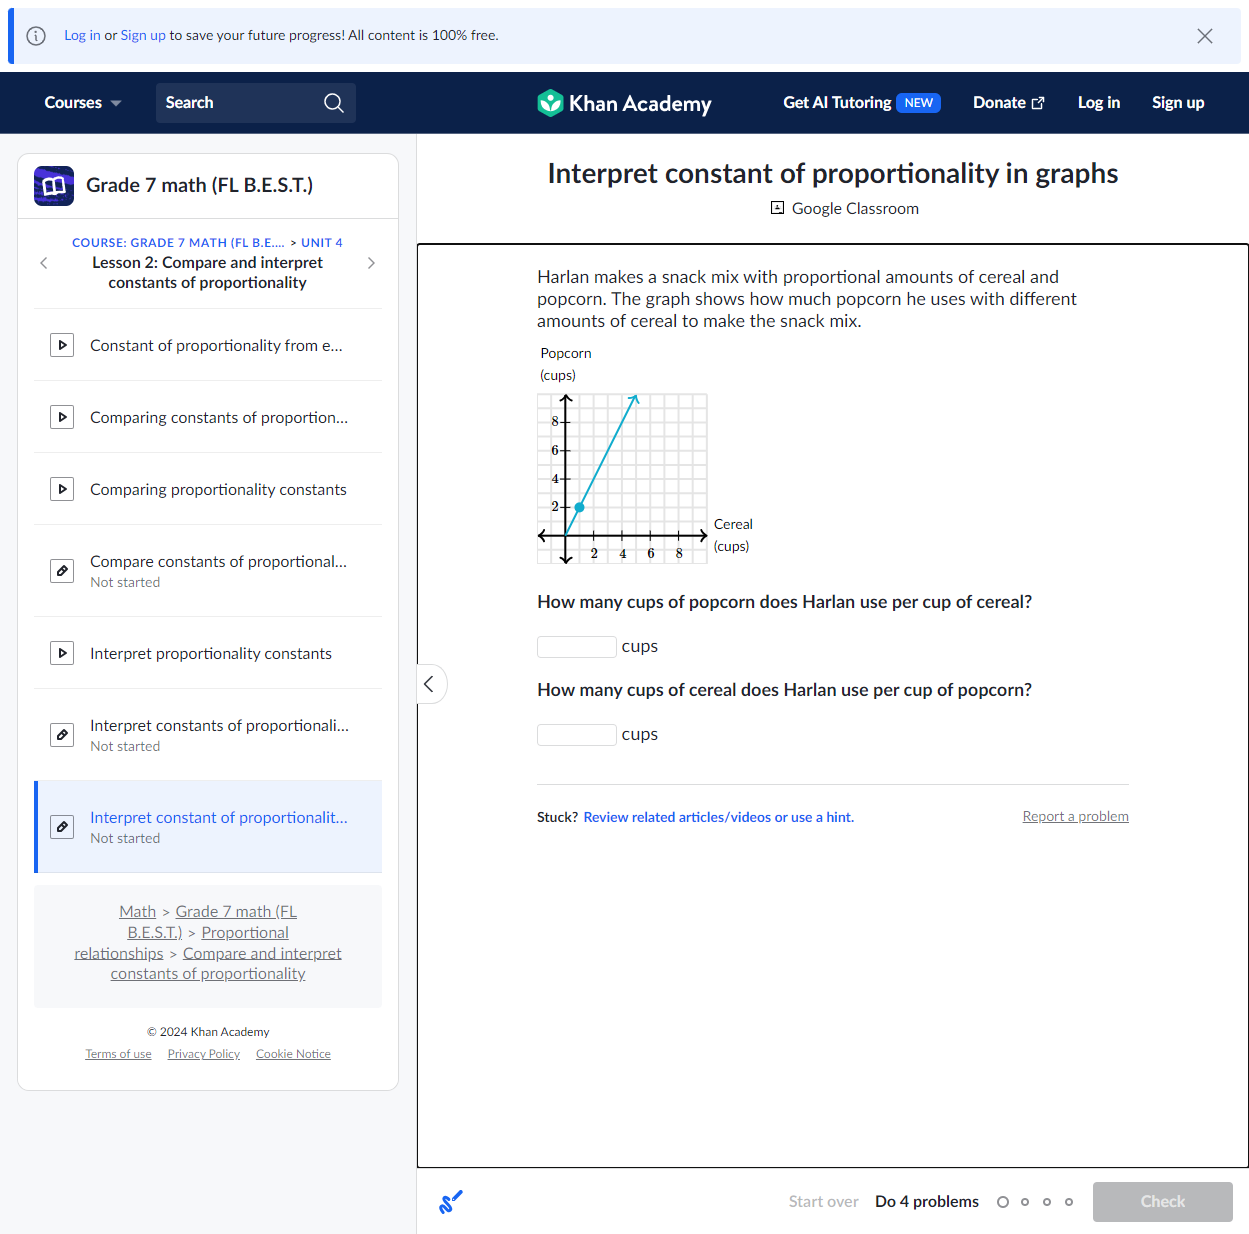 Log in or Sign up to save your future progress! All content is 100% free.
Courses
Search
Khan Academy
Get AI Tutoring NEW
Donate
Log in
Sign up
Grade 7 math (FL B.E.S.T.)
COURSE: GRADE 7 MATH (FL B.E.... > UNIT 4
Lesson 2: Compare and interpret
constants of proportionality
Constant of proportionality from e...
Comparing constants of proportion...
Comparing proportionality constants
Compare constants of proportional...
Not started
Interpret proportionality constants
Interpret constants of proportionali...
Not started
Interpret constant of proportionalit...
Not started
Math > Grade 7 math (FL
B.E.S.T.) > Proportional
relationships > Compare and interpret
constants of proportionality
© 2024 Khan Academy
Terms of use Privacy Policy Cookie Notice
Interpret constant of proportionality in graphs
Google Classroom
Harlan makes a snack mix with proportional amounts of cereal and
popcorn. The graph shows how much popcorn he uses with different
amounts of cereal to make the snack mix.
Popcorn
(cups)
8
6
4
2
2 4 6 8
Cereal
(cups)
How many cups of popcorn does Harlan use per cup of cereal?
cups
How many cups of cereal does Harlan use per cup of popcorn?
cups
Stuck? Review related articles/videos or use a hint.
Report a problem
Start over
Do 4 problems
Check